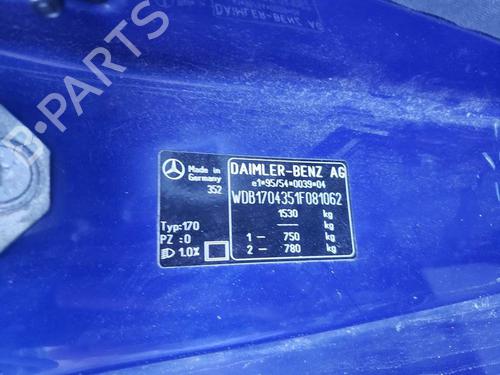 DAIMLER-BENZ AG
B-PARTS
Made in
Germany
352
DAIMLER-BENZ AG
e1*95/54*0039*04
WDB1704351F081062
1530 kg
kg
1 — 750 kg
2 — 780 kg
Typ:170
PZ :0
1.0%